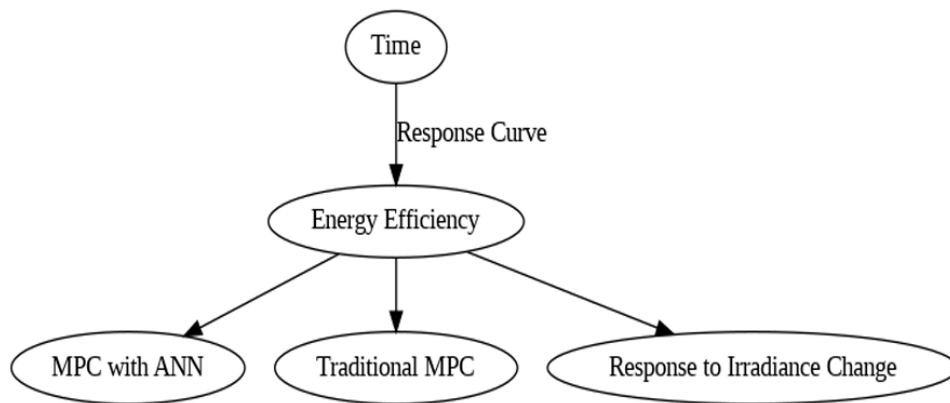 Time
Response Curve
Energy Efficiency
MPC with ANN
Traditional MPC
Response to Irradiance Change